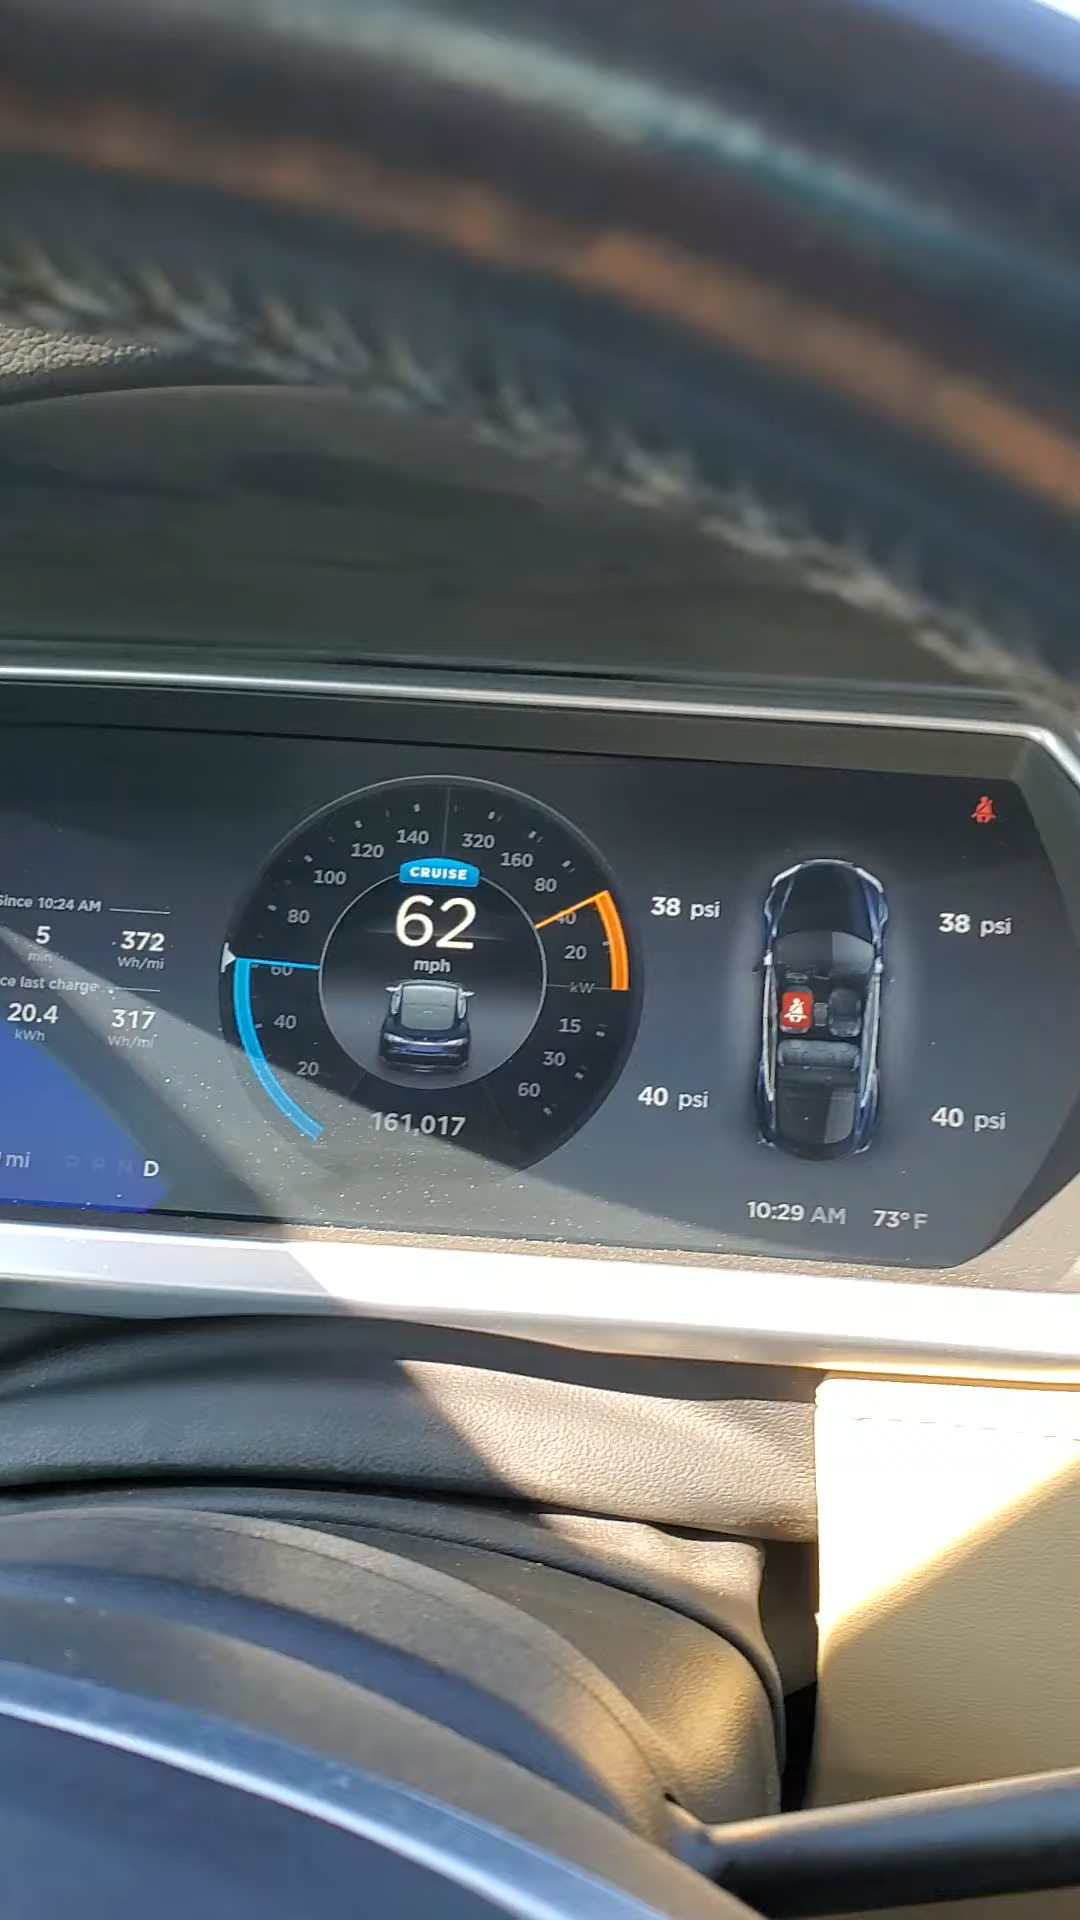 Since 10:24 AM
5 372
min Wh/mi
ce last charge
20.4 317
kWh Wh/mi
mi P R N D
140 320
120 160
100 80
CRUISE
80 62 40
mph
60 20
kW
40 15
30
20 60
161,017
38 psi 38 psi
40 psi 40 psi
10:29 AM 73°F